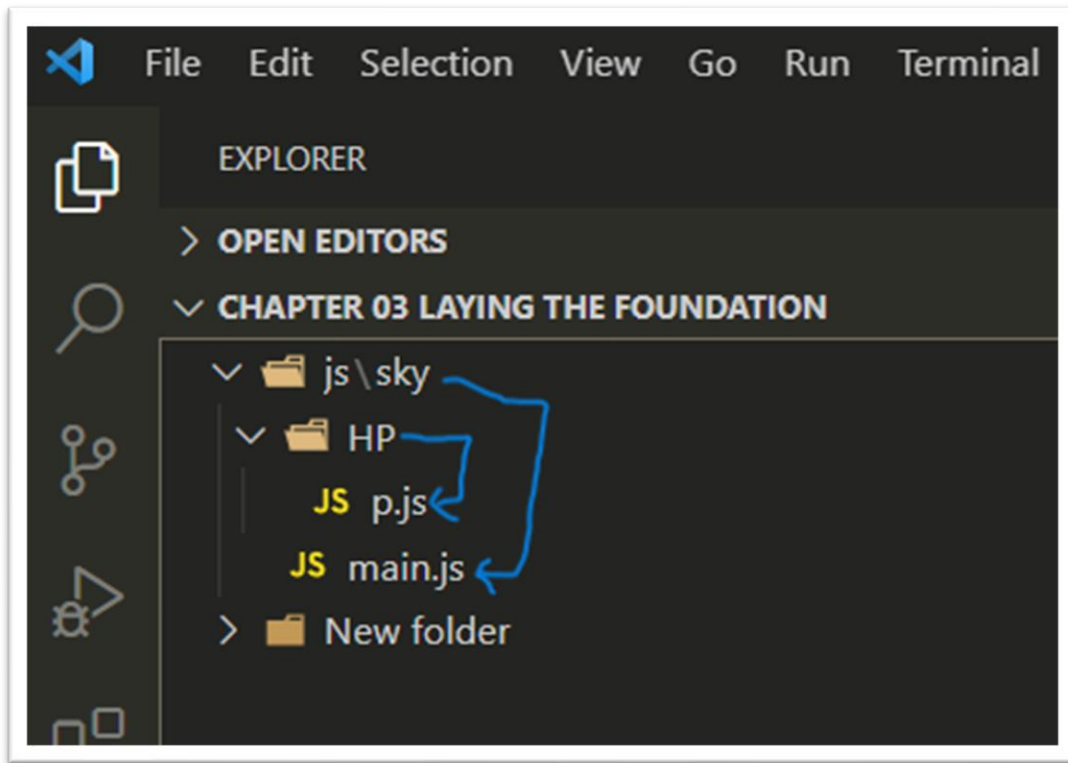 File Edit Selection View Go Run Terminal
EXPLORER
OPEN EDITORS
CHAPTER 03 LAYING THE FOUNDATION
js\sky
HP
JS p.js
JS main.js
New folder